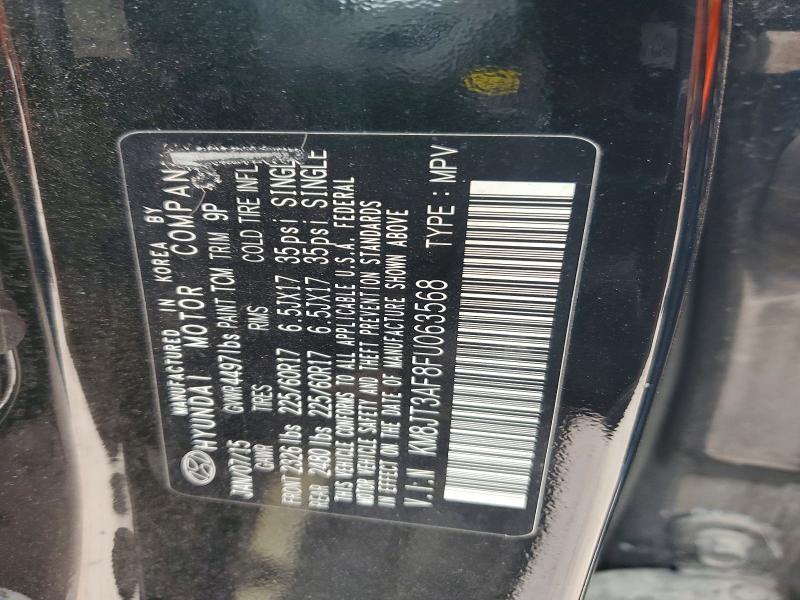 MANUFACTURED IN KOREA BY
HYUNDAI MOTOR COMPAN
JAN/07/15 GVWR 4497lbs PAINT TCM TRIM 9P
GAWR TIRES RIMS COLD TIRE INFL
FRONT 2326 lbs 225/60R17 6.5JX17 35psi SINGLE
REAR 2480 lbs 225/60R17 6.5JX17 35psi SINGLE
THIS VEHICLE CONFORMS TO ALL APPLICABLE U.S.A. FEDERAL
MOTOR VEHICLE SAFETY AND THEFT PREVENTION STANDARDS
IN EFFECT ON THE DATE OF MANUFACTURE SHOWN ABOVE
V.I.N KM8JT3AF8FU063568 TYPE : MPV